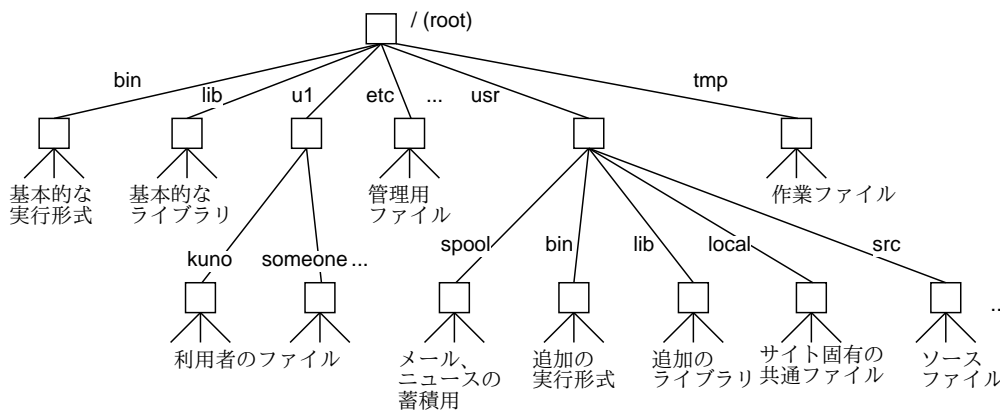 / (root)
bin
lib
u1
etc
...
usr
tmp
基本的な
実行形式
基本的な
ライブラリ
管理用
ファイル
作業ファイル
kuno
someone...
spool
bin
lib
local
src
...
利用者のファイル
メール、
ニュースの
蓄積用
追加の
実行形式
追加の
ライブラリ
サイト固有の
共通ファイル
ソース
ファイル